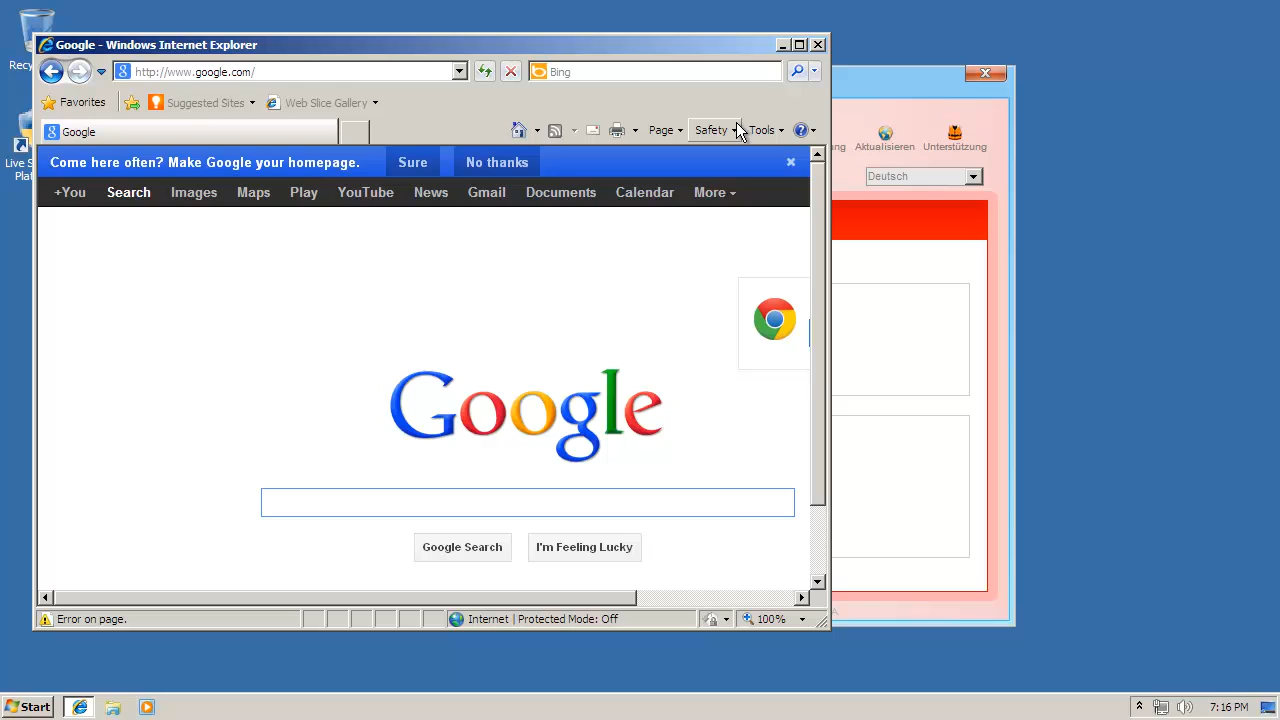 Recy
Live S
Plat
Google - Windows Internet Explorer
http://www.google.com/
Bing
Favorites
Suggested Sites
Web Slice Gallery
Google
Page
Safety
Tools
Come here often? Make Google your homepage.
Sure
No thanks
+You
Search
Images
Maps
Play
YouTube
News
Gmail
Documents
Calendar
More
Google
Google Search
I'm Feeling Lucky
Error on page.
Internet | Protected Mode: Off
100%
Aktualisieren
Unterstützung
Deutsch
Start
7:16 PM